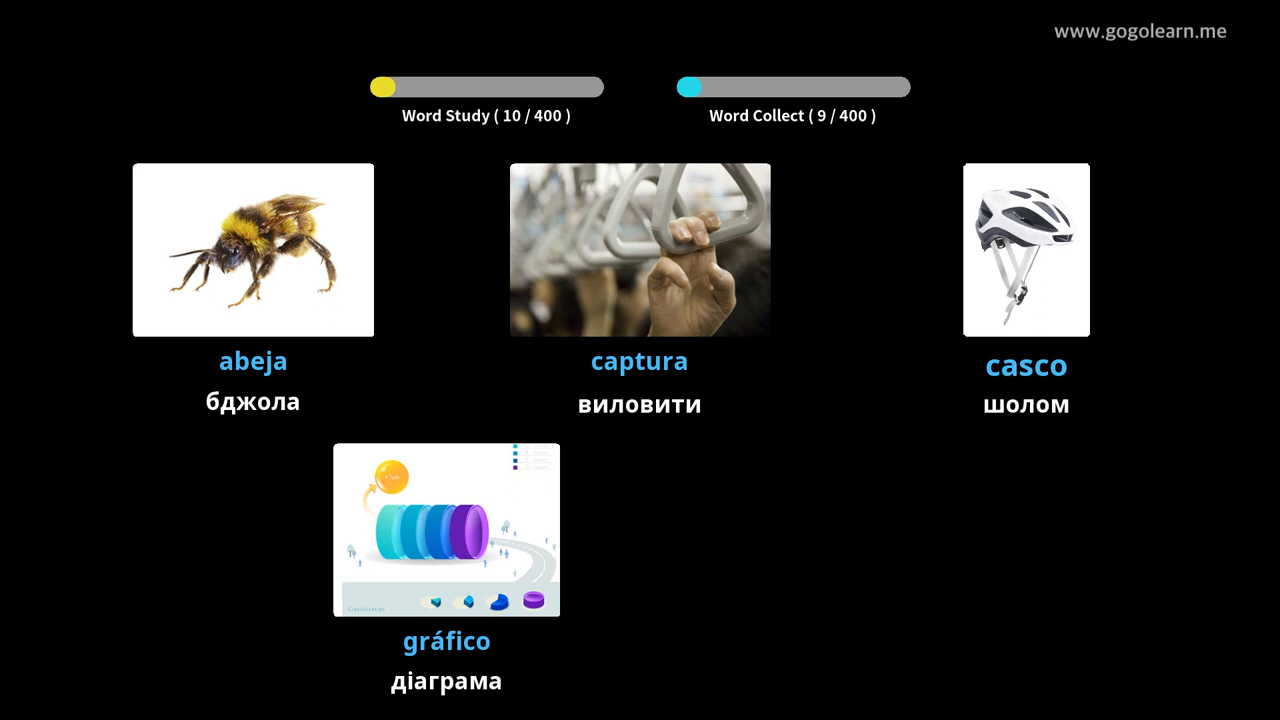 www.gogolearn.me
Word Study ( 10 / 400 )
Word Collect ( 9 / 400 )
abeja
бджола
captura
виловити
casco
шолом
Classification
gráfico
діаграма